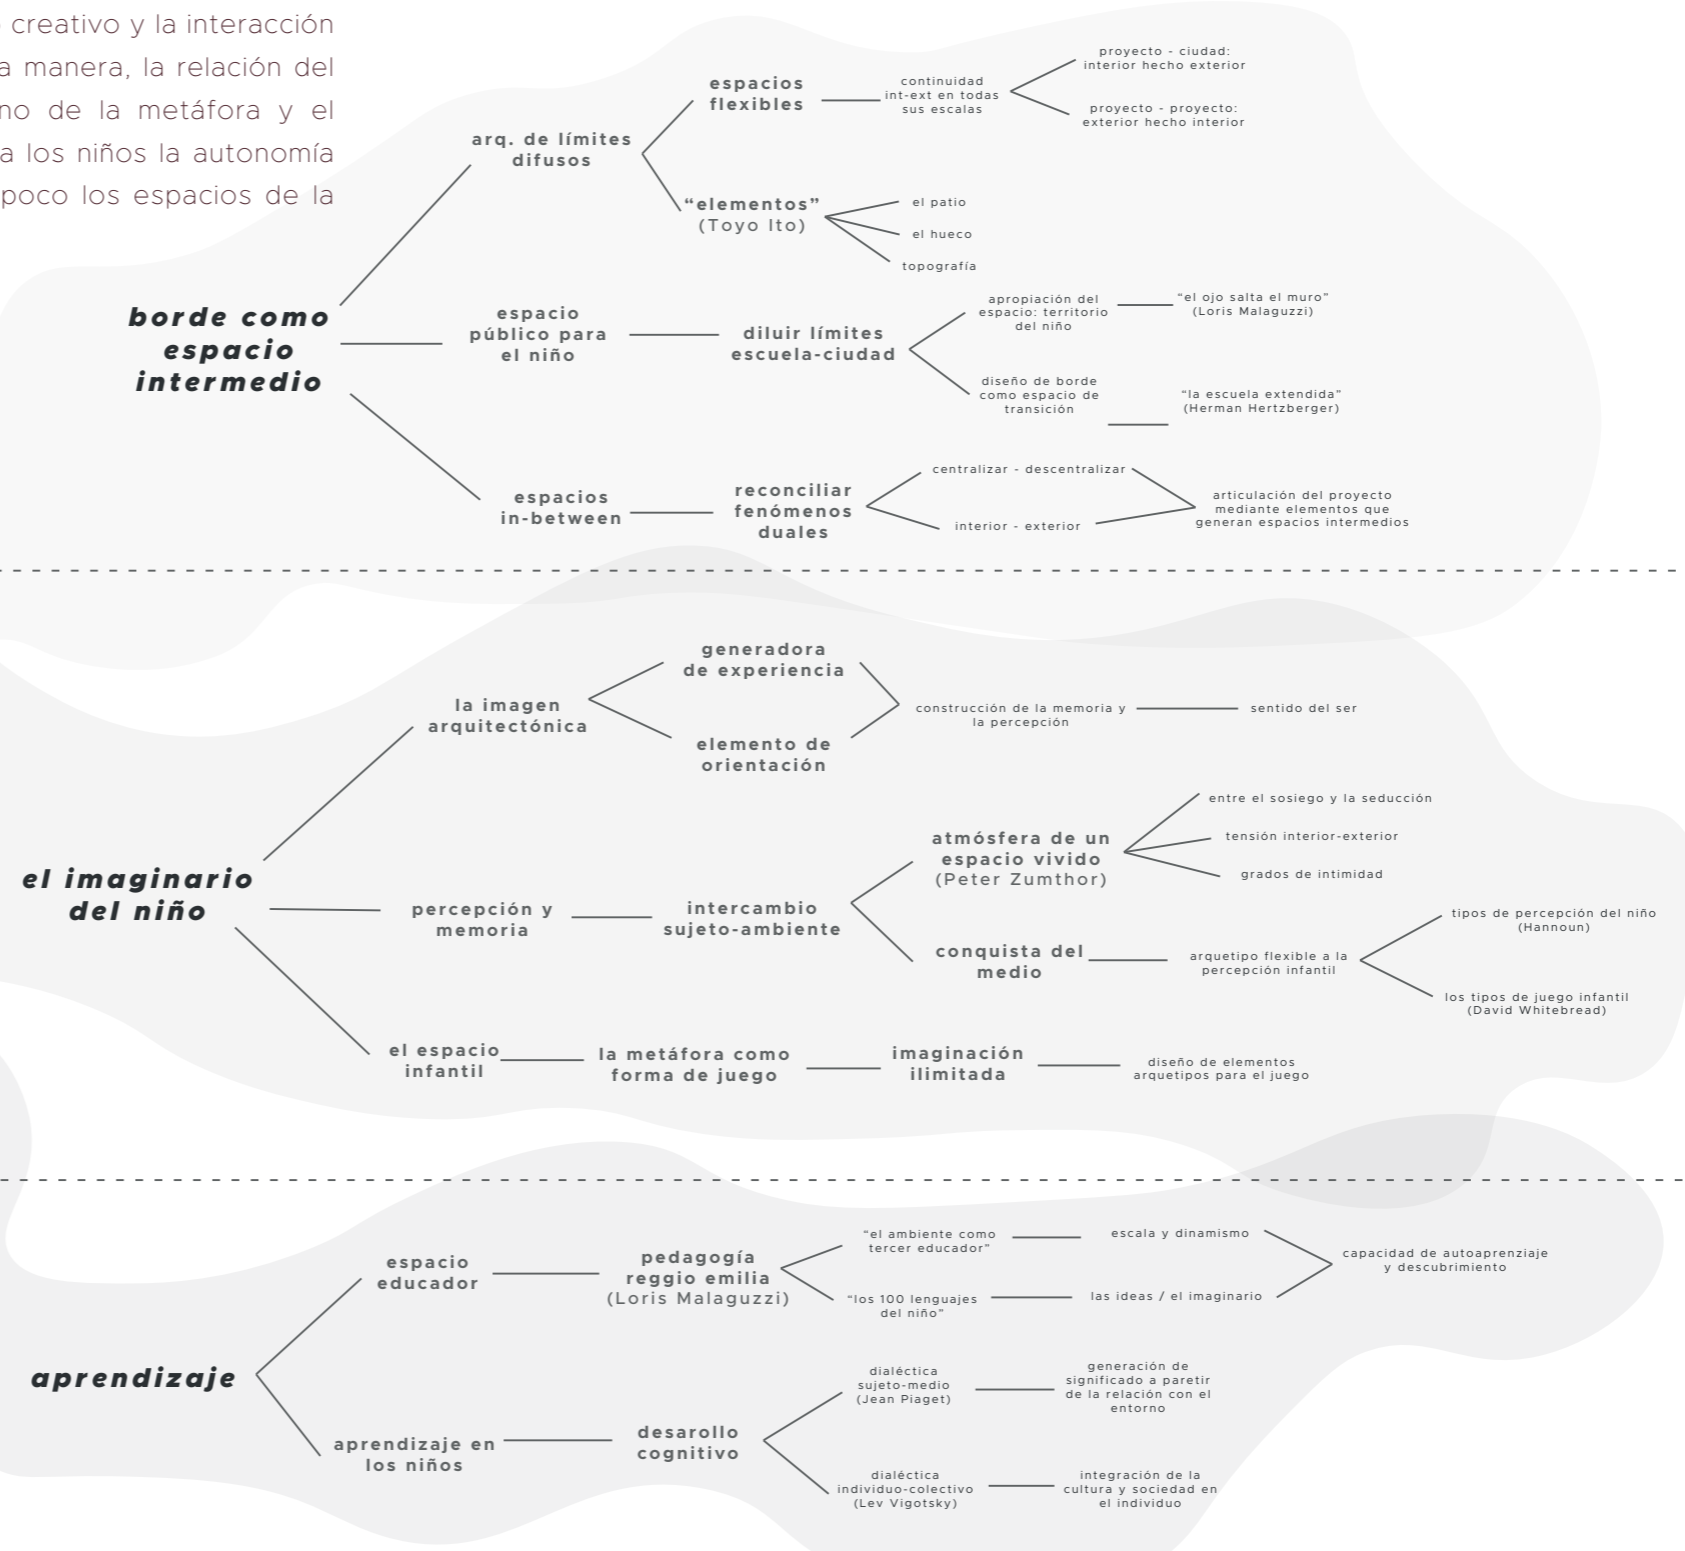 creativo y la interacción
a manera, la relación del
no de la metáfora y el
a los niños la autonomía
poco los espacios de la
borde como
espacio
intermedio
arq. de límites
difusos
espacios
flexibles
continuidad
int-ext en todas
sus escalas
proyecto - ciudad:
interior hecho exterior
proyecto - proyecto:
exterior hecho interior
“elementos”
(Toyo Ito)
el patio
el hueco
topografía
espacio
público para
el niño
diluir límites
escuela-ciudad
apropiación del
espacio: territorio
del niño
“el ojo salta el muro”
(Loris Malaguzzi)
diseño de borde
como espacio de
transición
“la escuela extendida”
(Herman Hertzberger)
espacios
in-between
reconciliar
fenómenos
duales
centralizar - descentralizar
interior - exterior
articulación del proyecto
mediante elementos que
generan espacios intermedios
el imaginario
del niño
la imagen
arquitectónica
generadora
de experiencia
elemento de
orientación
construcción de la memoria y
la percepción
sentido del ser
percepción y
memoria
intercambio
sujeto-ambiente
atmósfera de un
espacio vivido
(Peter Zumthor)
entre el sosiego y la seducción
tensión interior-exterior
grados de intimidad
conquista del
medio
arquetipo flexible a la
percepción infantil
tipos de percepción del niño
(Hannoun)
los tipos de juego infantil
(David Whitebread)
el espacio
infantil
la metáfora como
forma de juego
imaginación
ilimitada
diseño de elementos
arquetipos para el juego
aprendizaje
espacio
educador
pedagogía
reggio emilia
(Loris Malaguzzi)
“el ambiente como
tercer educador”
escala y dinamismo
“los 100 lenguajes
del niño”
las ideas / el imaginario
capacidad de autoaprenziaje
y descubrimiento
aprendizaje en
los niños
desarollo
cognitivo
dialéctica
sujeto-medio
(Jean Piaget)
generación de
significado a paretir
de la relación con el
entorno
dialéctica
individuo-colectivo
(Lev Vigotsky)
integración de la
cultura y sociedad en
el individuo